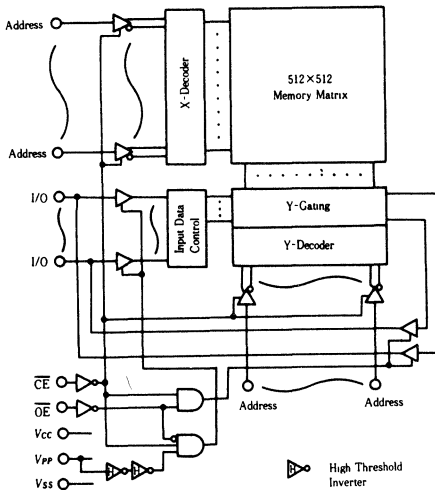 Address
Address
X-Decoder
512×512
Memory Matrix
I/O
I/O
Input Data
Control
Y-Gating
Y-Decoder
Address
Address
CE
OE
VCC
VPP
VSS
H
H
H
High Threshold
Inverter